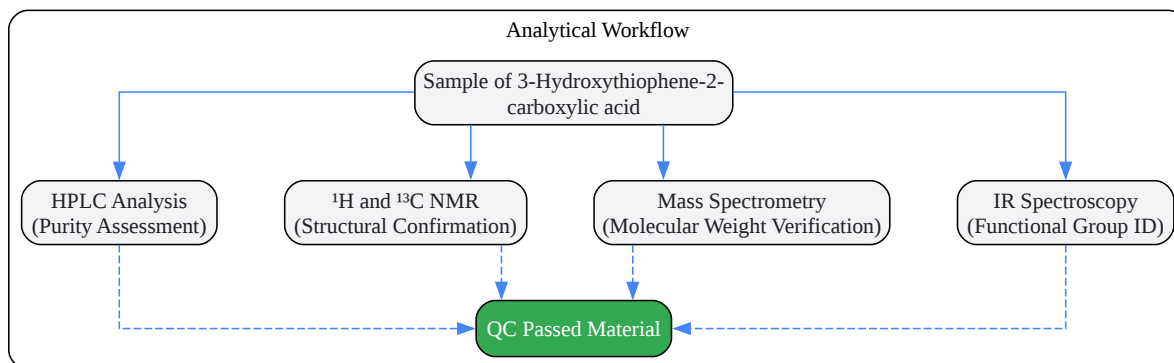 Analytical Workflow
Sample of 3-Hydroxythiophene-2-
carboxylic acid
HPLC Analysis
(Purity Assessment)
¹H and ¹³C NMR
(Structural Confirmation)
Mass Spectrometry
(Molecular Weight Verification)
IR Spectroscopy
(Functional Group ID)
QC Passed Material